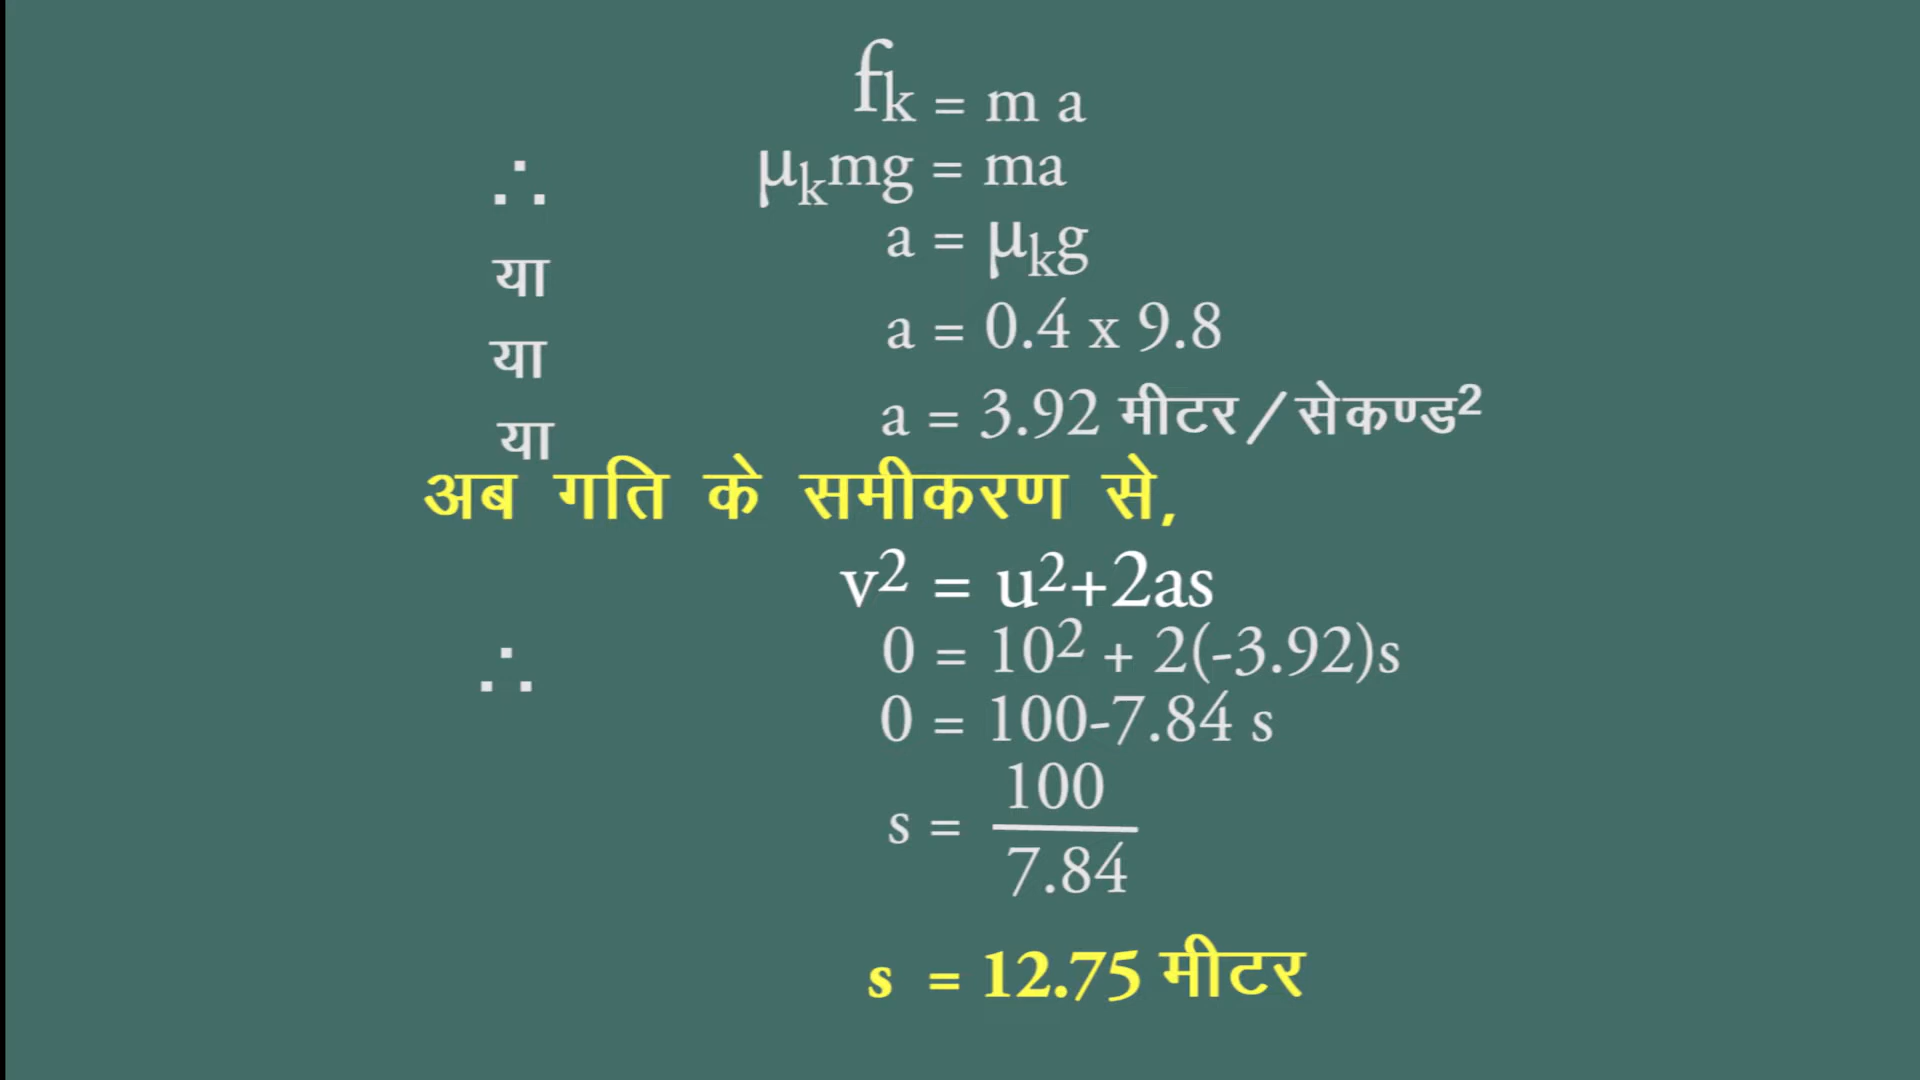 fₖ = m a
∴ μₖmg = ma
a = μₖg
या
a = 0.4 x 9.8
या
a = 3.92 मीटर/सेकण्ड²
या
अब गति के समीकरण से,
v² = u²+2as
∴ 0 = 10² + 2(-3.92)s
0 = 100-7.84 s
s = 100/7.84
s = 12.75 मीटर